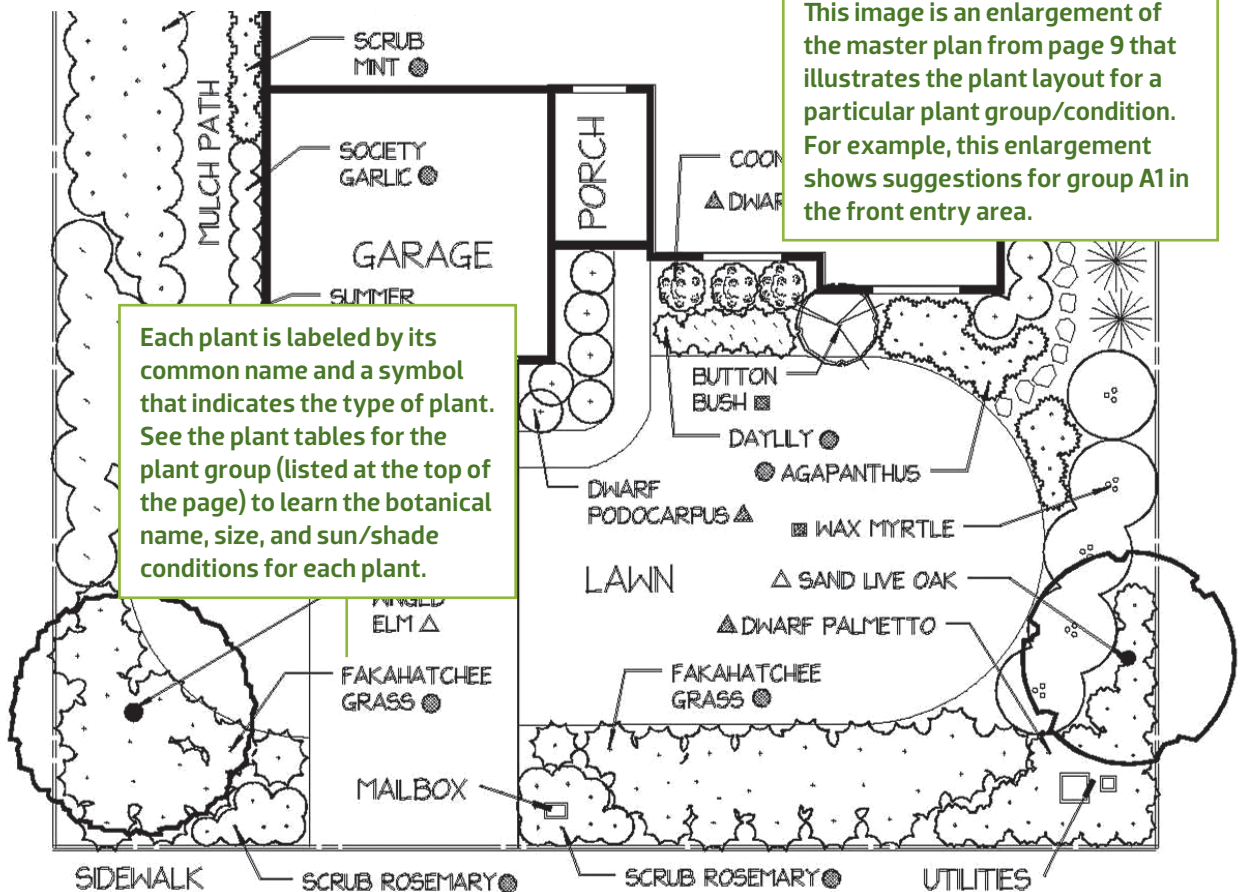 This image is an enlargement of
the master plan from page 9 that
illustrates the plant layout for a
particular plant group/condition.
For example, this enlargement
shows suggestions for group A1 in
the front entry area.
SCRUB
MINT
MULCH PATH
SOCIETY
GARLIC
PORCH
GARAGE
SUMMER
Each plant is labeled by its
common name and a symbol
that indicates the type of plant.
See the plant tables for the
plant group (listed at the top of
the page) to learn the botanical
name, size, and sun/shade
conditions for each plant.
BUTTON
BUSH
DAYLILY
AGAPANTHUS
DWARF
PODOCARPUS
WAX MYRTLE
LAWN
SAND LIVE OAK
WINGED
ELM
DWARF PALMETTO
FAKAHATCHEE
GRASS
FAKAHATCHEE
GRASS
MAILBOX
SIDEWALK
SCRUB ROSEMARY
SCRUB ROSEMARY
UTILITIES